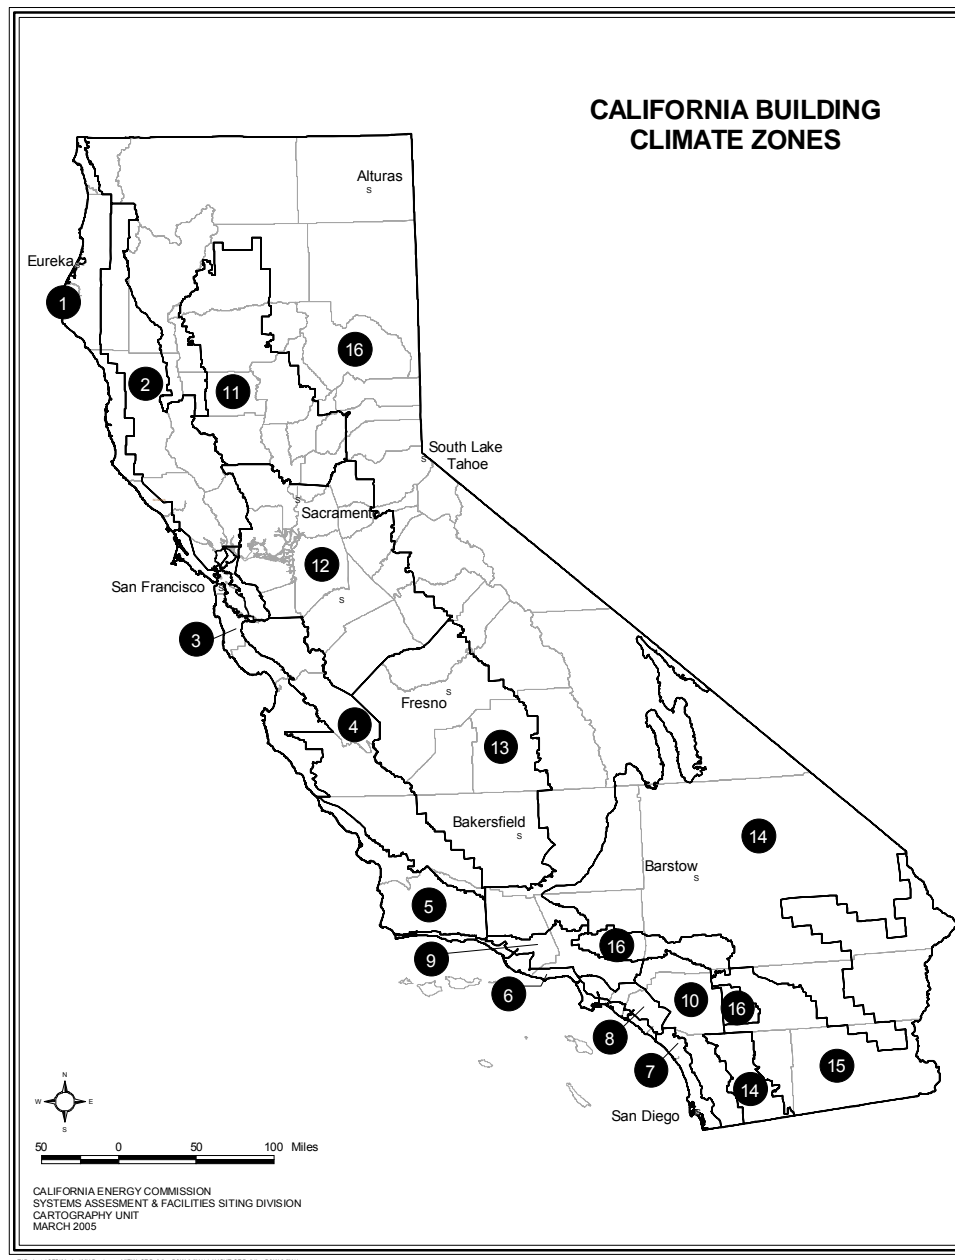 CALIFORNIA BUILDING
CLIMATE ZONES
Alturas
S
Eureka
1
16
2
11
South Lake
Tahoe
S
S
Sacramento
12
San Francisco
S
S
3
Fresno
S
4
13
Bakersfield
S
14
Barstow
S
5
16
9
6
10
16
8
7
15
14
San Diego
S
N
W
E
S
50
0
50
100
Miles
CALIFORNIA ENERGY COMMISSION
SYSTEMS ASSESMENT & FACILITIES SITING DIVISION
CARTOGRAPHY UNIT
MARCH 2005